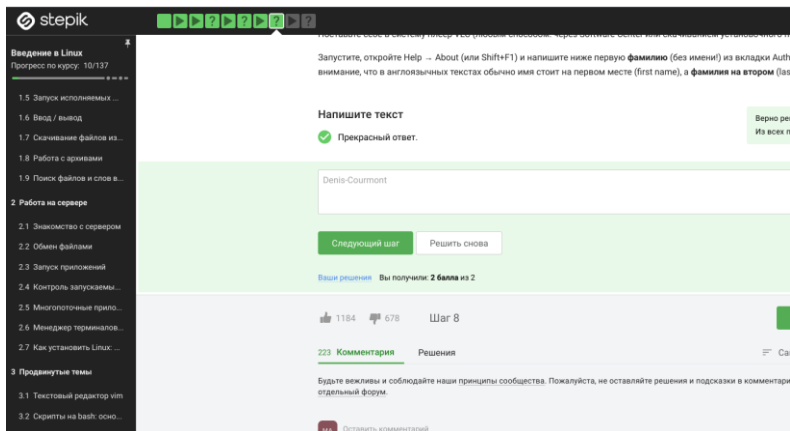 stepik
Введение в Linux
Прогресс по курсу: 10/137
1.5 Запуск исполняемых ...
1.6 Ввод / вывод
1.7 Скачивание файлов из...
1.8 Работа с архивами
1.9 Поиск файлов и слов в...
2 Работа на сервере
2.1 Знакомство с сервером
2.2 Обмен файлами
2.3 Запуск приложений
2.4 Контроль запускаемы...
2.5 Многопоточные прило...
2.6 Менеджер терминалов...
2.7 Как установить Linux: ...
3 Продвинутые темы
3.1 Текстовый редактор vim
3.2 Скрипты на bash: осно...
Запустите, откройте Help → About (или Shift+F1) и напишите ниже первую фамилию (без имени!) из вкладки Auth
внимание, что в англоязычных текстах обычно имя стоит на первом месте (first name), а фамилия на втором (las
Напишите текст
Прекрасный ответ.
Верно ре
Из всех п
Denis-Courmont
Следующий шаг
Решить снова
Ваши решения Вы получили: 2 балла из 2
1184 678 Шаг 8
223 Комментария Решения
Са
Будьте вежливы и соблюдайте наши принципы сообщества. Пожалуйста, не оставляйте решения и подсказки в комментари
отдельный форум.
Оставить комментарий